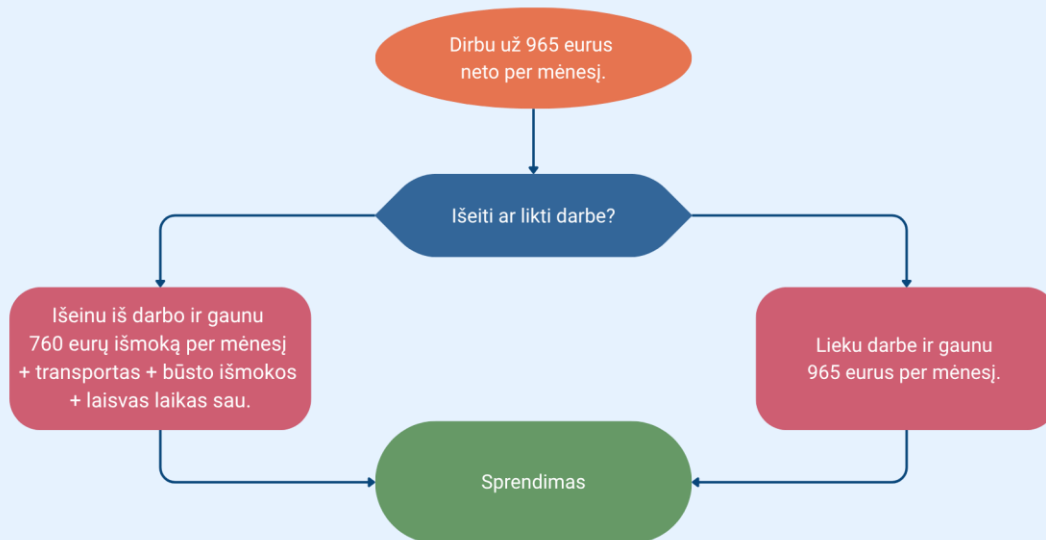 Dirbu už 965 eurus
neto per mėnesį.
Išeiti ar likti darbe?
Išeinu iš darbo ir gaunu
760 eurų išmoką per mėnesį
+ transportas + būsto išmokos
+ laisvas laikas sau.
Lieku darbe ir gaunu
965 eurus per mėnesį.
Sprendimas